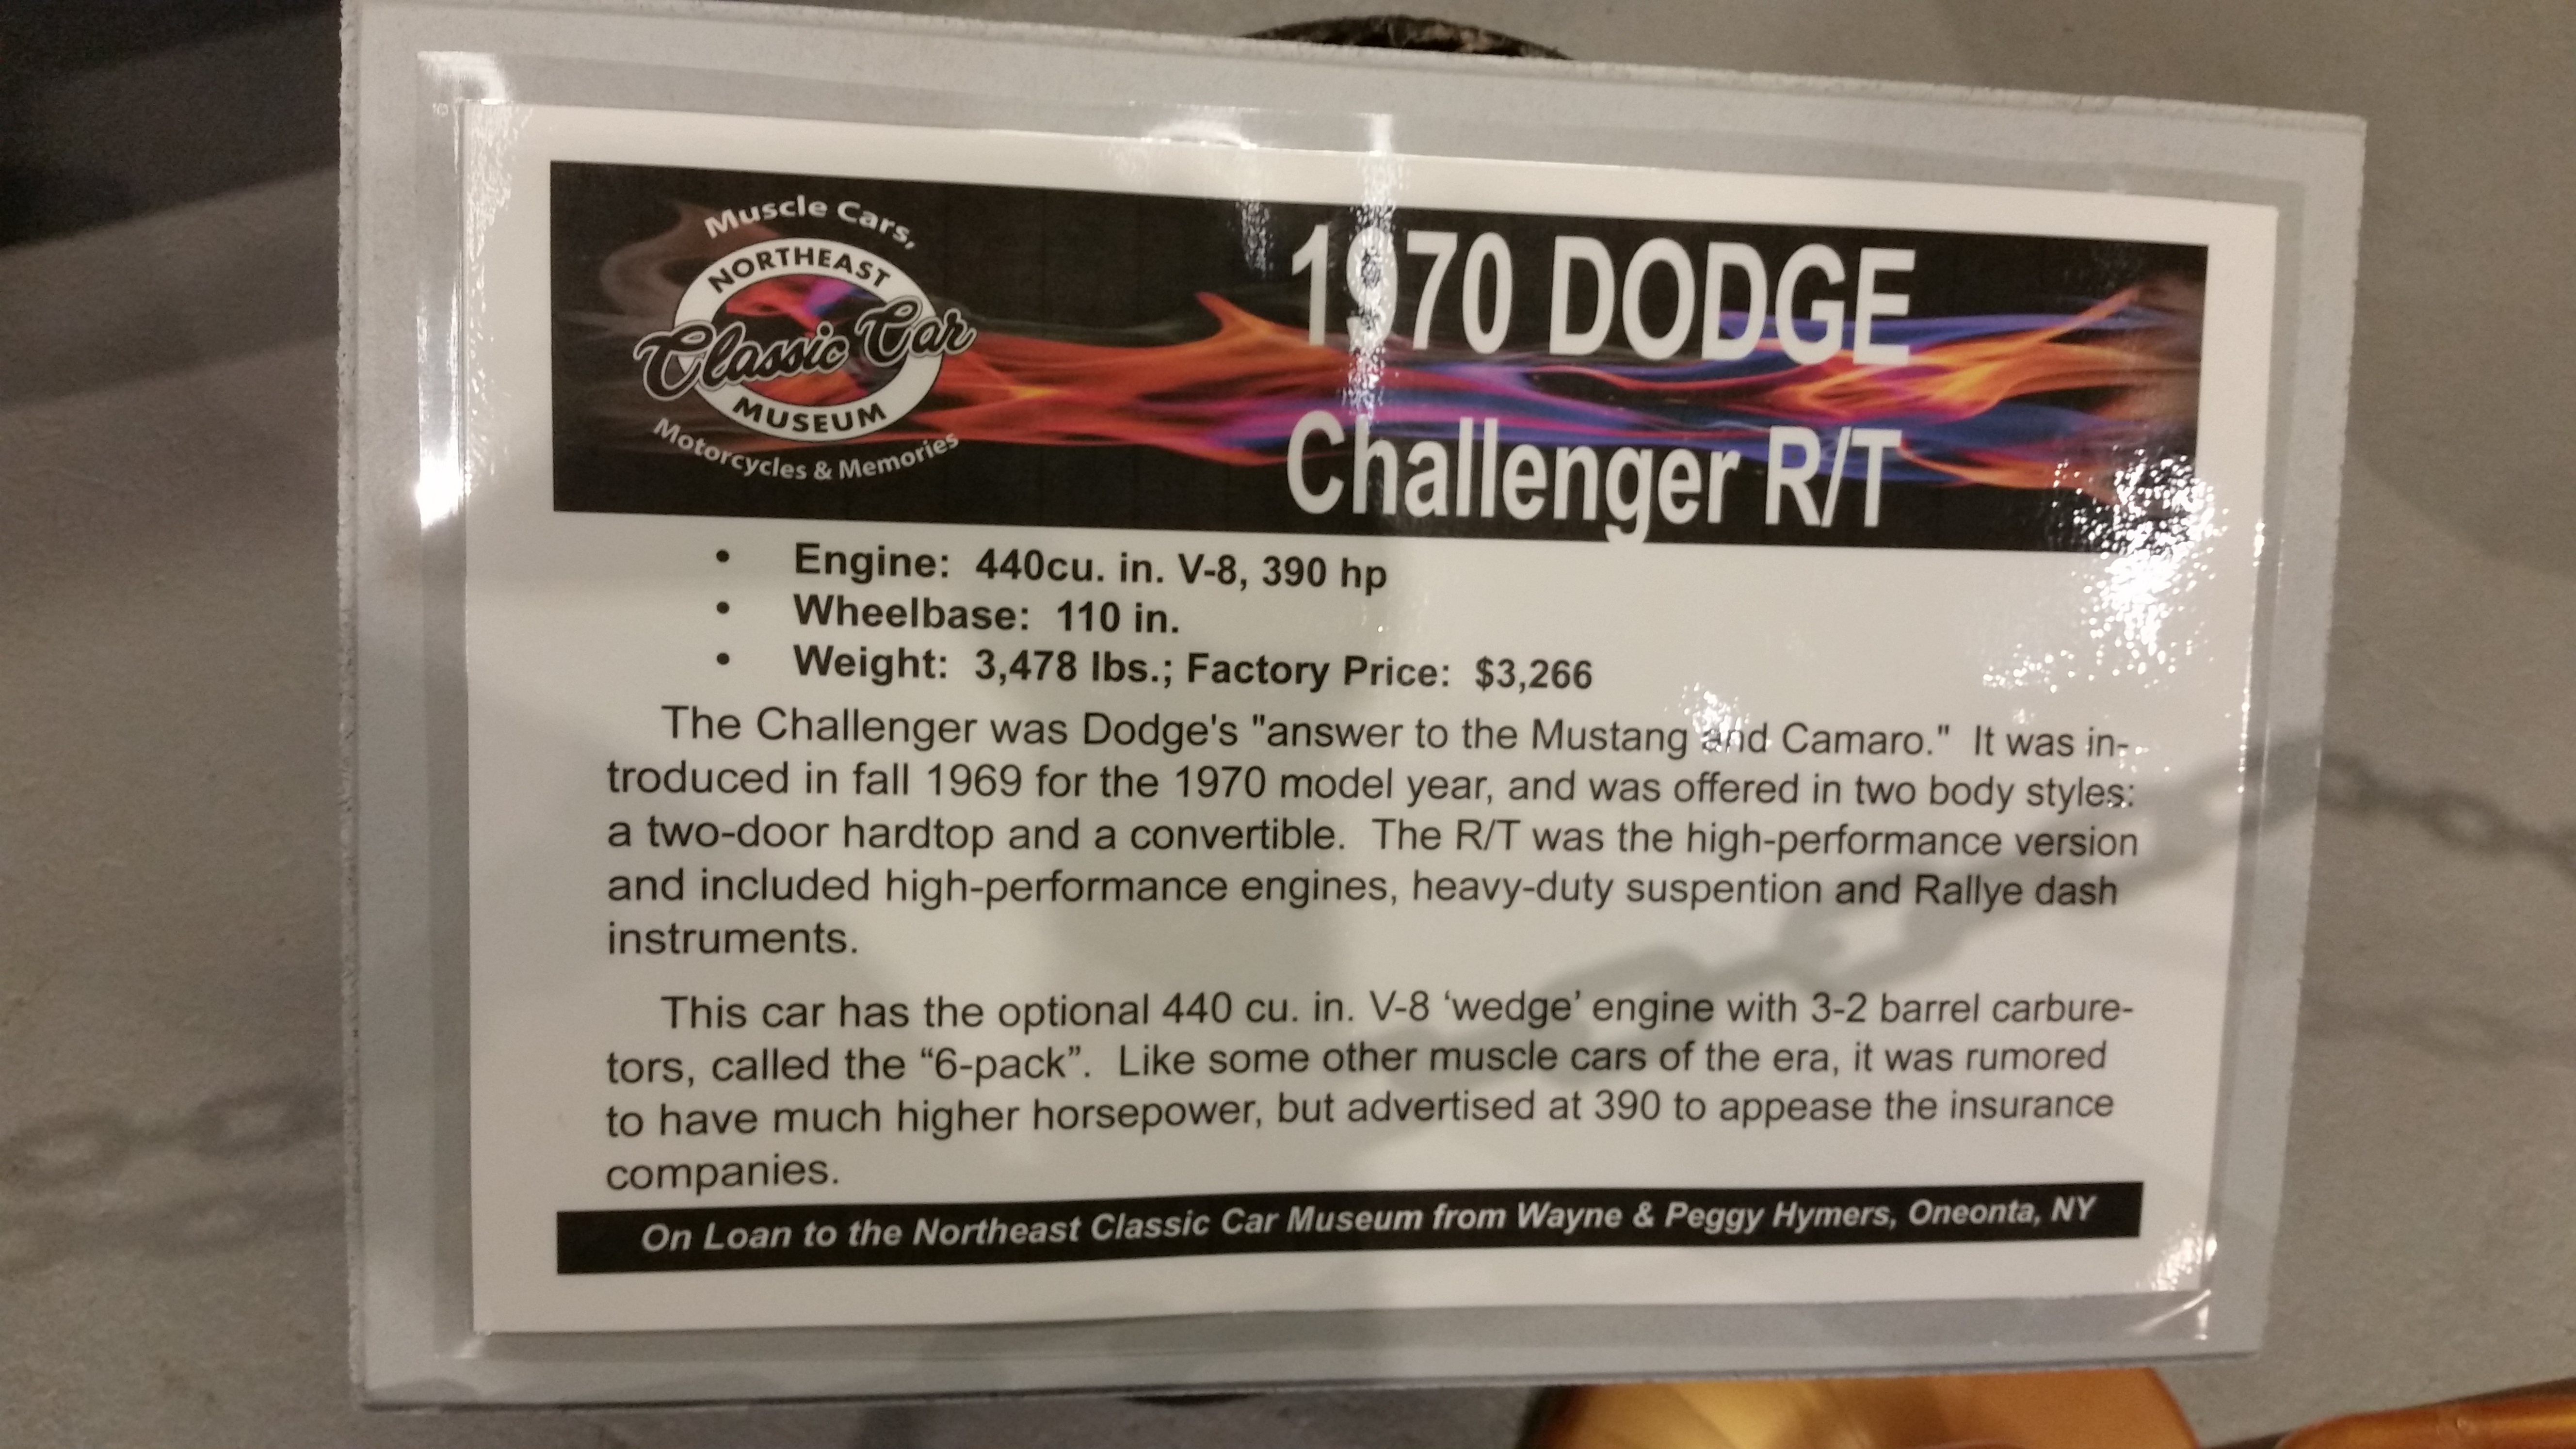 Muscle Cars,
NORTHEAST
Classic Car
MUSEUM
Motorcycles & Memories
1970 DODGE
Challenger R/T
• Engine: 440cu. in. V-8, 390 hp
• Wheelbase: 110 in.
• Weight: 3,478 lbs.; Factory Price: $3,266
The Challenger was Dodge's "answer to the Mustang and Camaro." It was in-
troduced in fall 1969 for the 1970 model year, and was offered in two body styles:
a two-door hardtop and a convertible. The R/T was the high-performance version
and included high-performance engines, heavy-duty suspention and Rallye dash
instruments.
This car has the optional 440 cu. in. V-8 ‘wedge’ engine with 3-2 barrel carbure-
tors, called the “6-pack”. Like some other muscle cars of the era, it was rumored
to have much higher horsepower, but advertised at 390 to appease the insurance
companies.
On Loan to the Northeast Classic Car Museum from Wayne & Peggy Hymers, Oneonta, NY